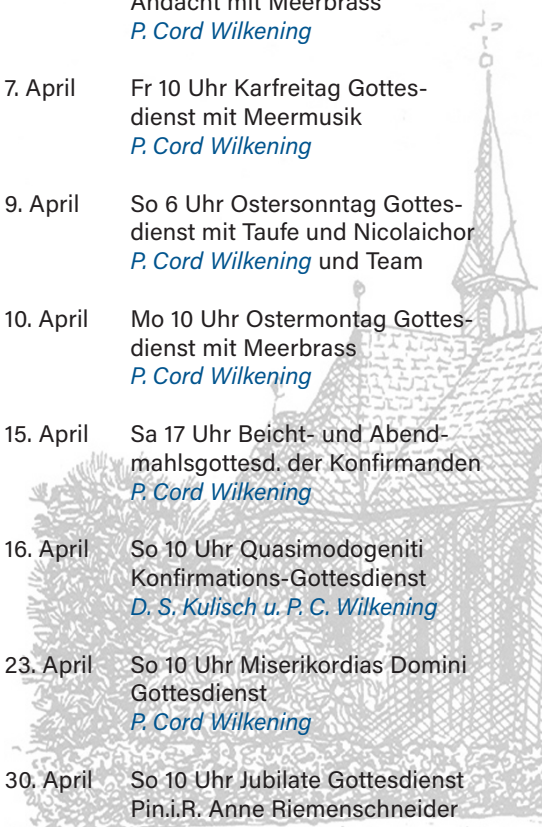 Andacht mit Meerbrass
P. Cord Wilkening
7. April Fr 10 Uhr Karfreitag Gottes-
dienst mit Meermusik
P. Cord Wilkening
9. April So 6 Uhr Ostersonntag Gottes-
dienst mit Taufe und Nicolaichor
P. Cord Wilkening und Team
10. April Mo 10 Uhr Ostermontag Gottes-
dienst mit Meerbrass
P. Cord Wilkening
15. April Sa 17 Uhr Beicht- und Abend-
mahlsgottesd. der Konfirmanden
P. Cord Wilkening
16. April So 10 Uhr Quasimodogeniti
Konfirmations-Gottesdienst
D. S. Kulisch u. P. C. Wilkening
23. April So 10 Uhr Miserikordias Domini
Gottesdienst
P. Cord Wilkening
30. April So 10 Uhr Jubilate Gottesdienst
Pin.i.R. Anne Riemenschneider